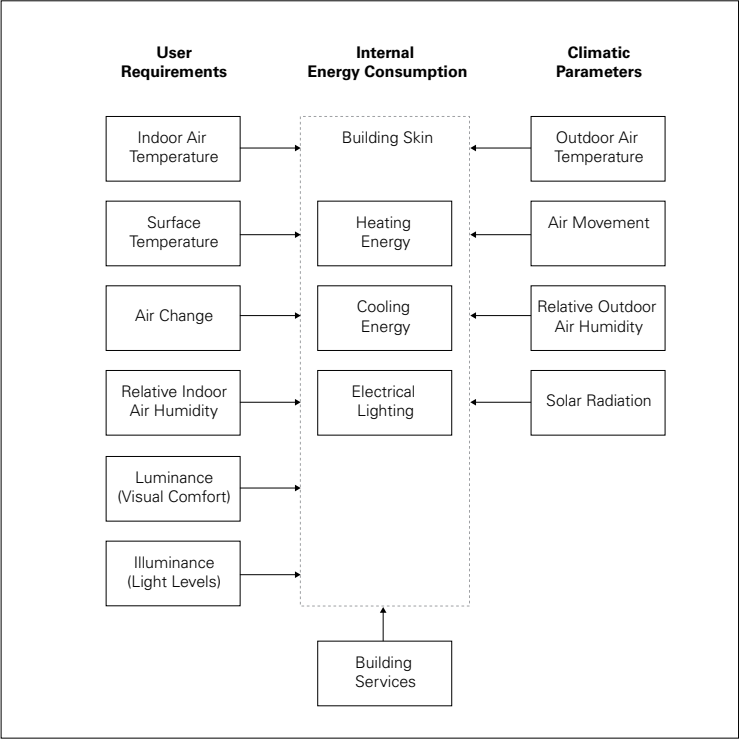 User
Requirements
Internal
Energy Consumption
Climatic
Parameters
Indoor Air
Temperature
Building Skin
Outdoor Air
Temperature
Surface
Temperature
Heating
Energy
Air Movement
Air Change
Cooling
Energy
Relative Outdoor
Air Humidity
Relative Indoor
Air Humidity
Electrical
Lighting
Solar Radiation
Luminance
(Visual Comfort)
Illuminance
(Light Levels)
Building
Services